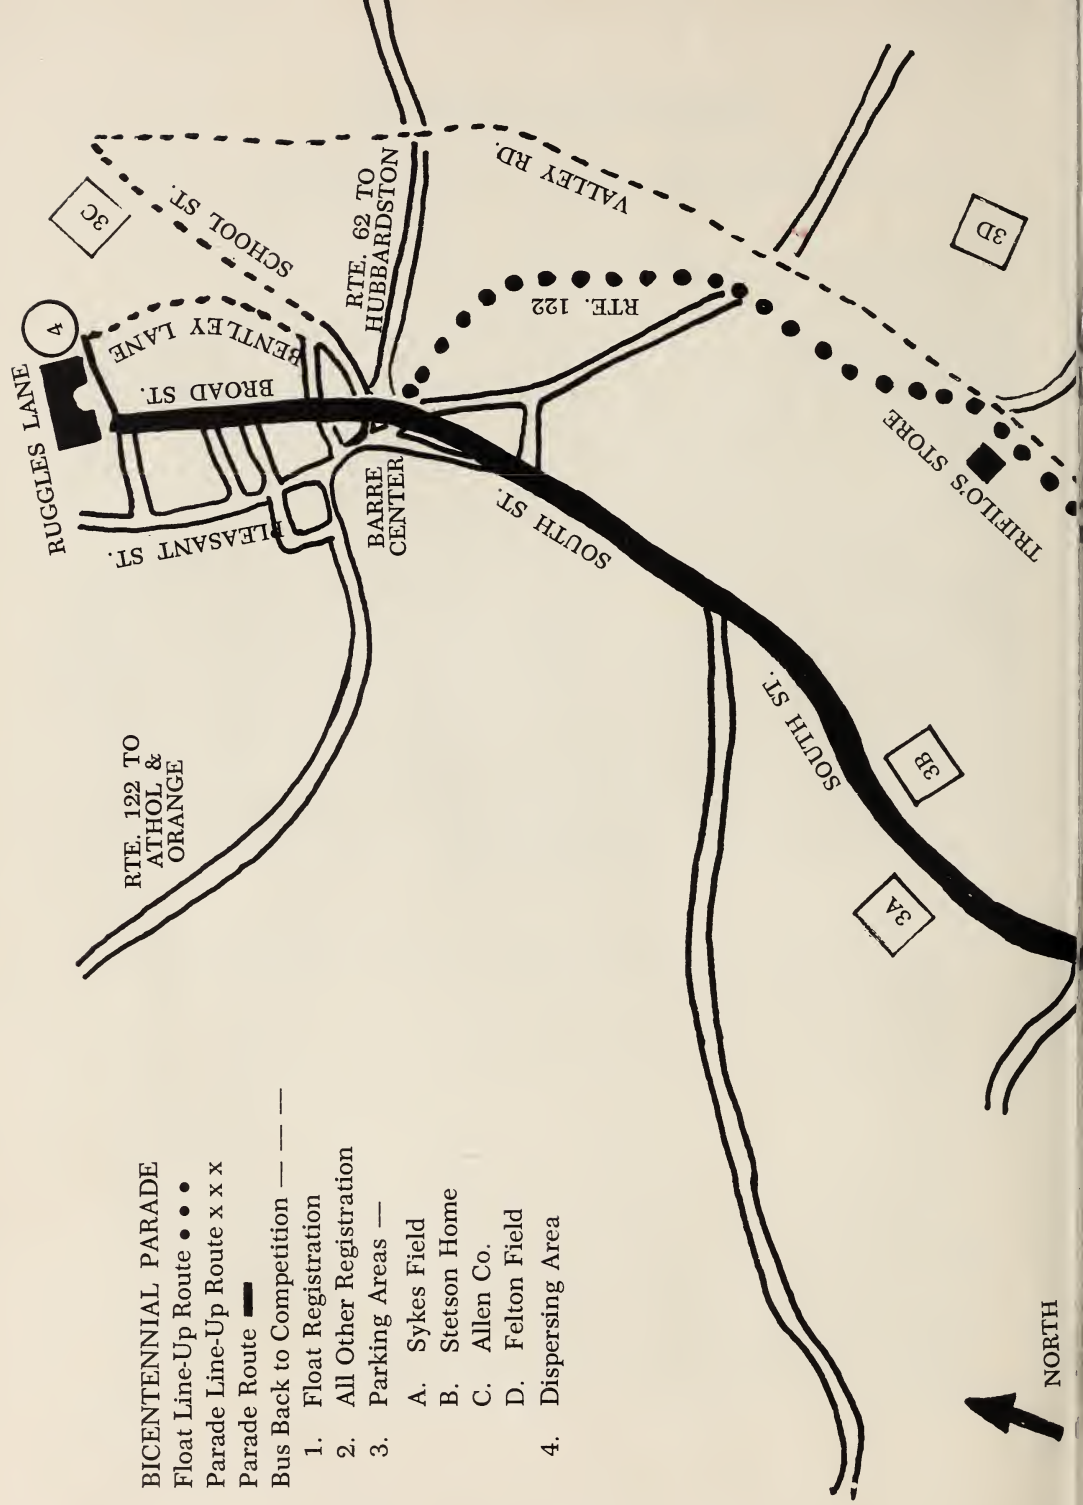 BICENTENNIAL PARADE
Float Line-Up Route • • •
Parade Line-Up Route x x x
Parade Route
Bus Back to Competition — — —
1. Float Registration
2. All Other Registration
3. Parking Areas —
A. Sykes Field
B. Stetson Home
C. Allen Co.
D. Felton Field
4. Dispersing Area
NORTH
RTE. 122 TO
ATHOL &
ORANGE
RUGGLES LANE
4
3C
PLEASANT ST.
BROAD ST.
BENTLEY LANE
SCHOOL ST.
RTE. 62 TO
HUBBARDSTON
BARRE
CENTER
VALLEY RD.
RTE. 122
SOUTH ST.
SOUTH ST.
TRIFILO'S STORE
3A
3B
3D